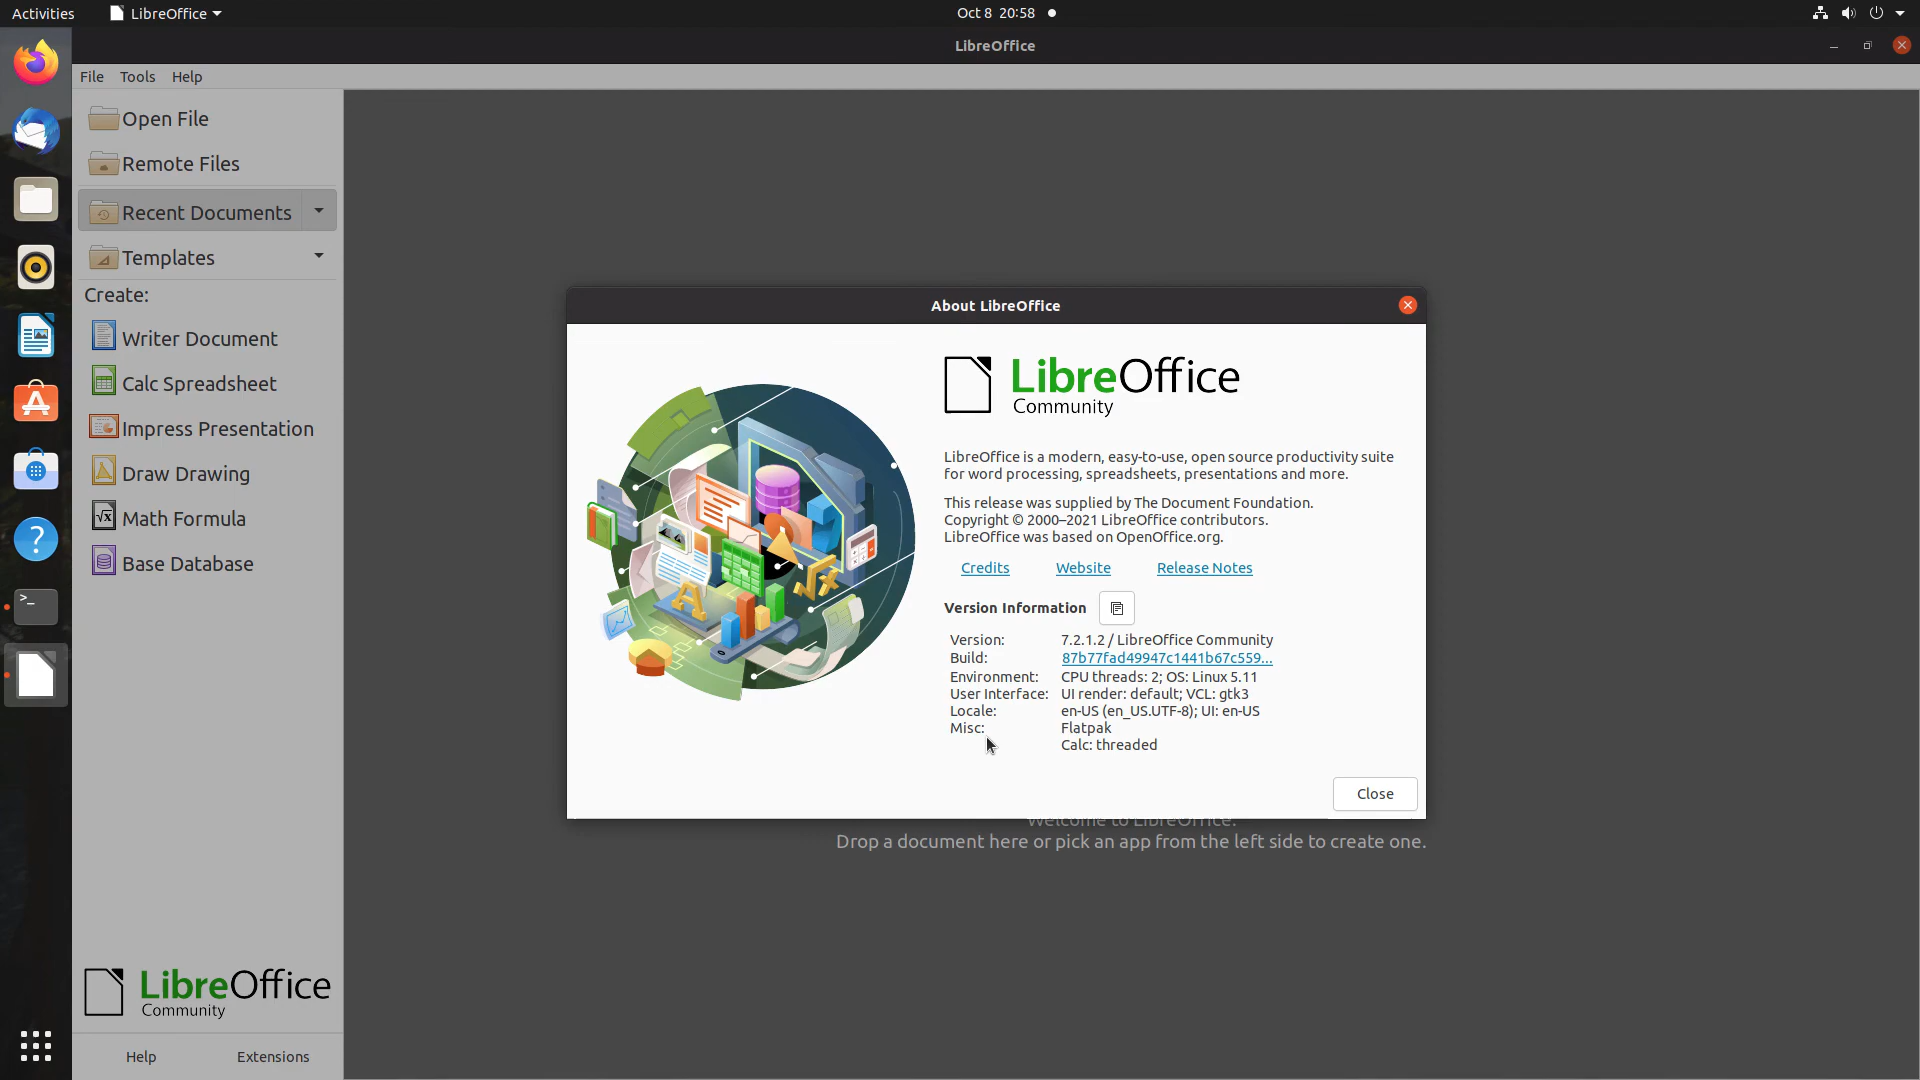 Activities
LibreOffice
Oct 8 20:58
LibreOffice
File Tools Help
Open File
Remote Files
Recent Documents
Templates
Create:
Writer Document
Calc Spreadsheet
Impress Presentation
Draw Drawing
Math Formula
Base Database
LibreOffice
Community
Help
Extensions
About LibreOffice
LibreOffice
Community
LibreOffice is a modern, easy-to-use, open source productivity suite
for word processing, spreadsheets, presentations and more.
This release was supplied by The Document Foundation.
Copyright © 2000–2021 LibreOffice contributors.
LibreOffice was based on OpenOffice.org.
Credits Website Release Notes
Version Information
Version: 7.2.1.2 / LibreOffice Community
Build: 87b77fad49947c1441b67c559...
Environment: CPU threads: 2; OS: Linux 5.11
User Interface: UI render: default; VCL: gtk3
Locale: en-US (en_US.UTF-8); UI: en-US
Misc: Flatpak
Calc: threaded
Close
Welcome to LibreOffice.
Drop a document here or pick an app from the left side to create one.